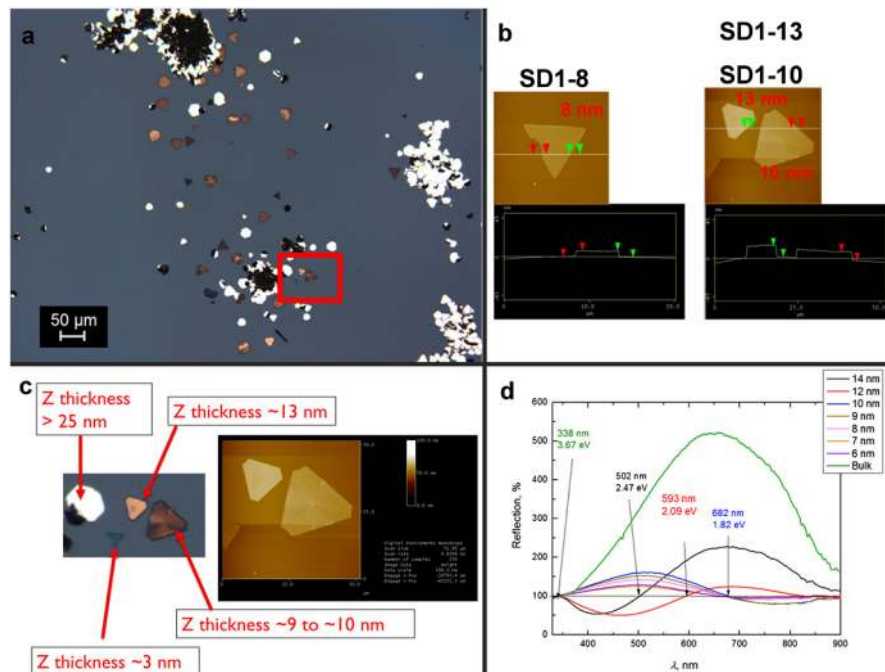 a
50 µm
b
SD1-13
SD1-8
SD1-10
8 nm
13 nm
10 nm
µm
µm
c
Z thickness
> 25 nm
Z thickness ~13 nm
Z thickness ~9 to ~10 nm
Z thickness ~3 nm
d
600
500
400
300
200
100
0
Reflection, %
400
500
600
700
800
900
λ, nm
338 nm
3.67 eV
502 nm
2.47 eV
593 nm
2.09 eV
682 nm
1.82 eV
14 nm
12 nm
10 nm
9 nm
8 nm
7 nm
6 nm
Bulk